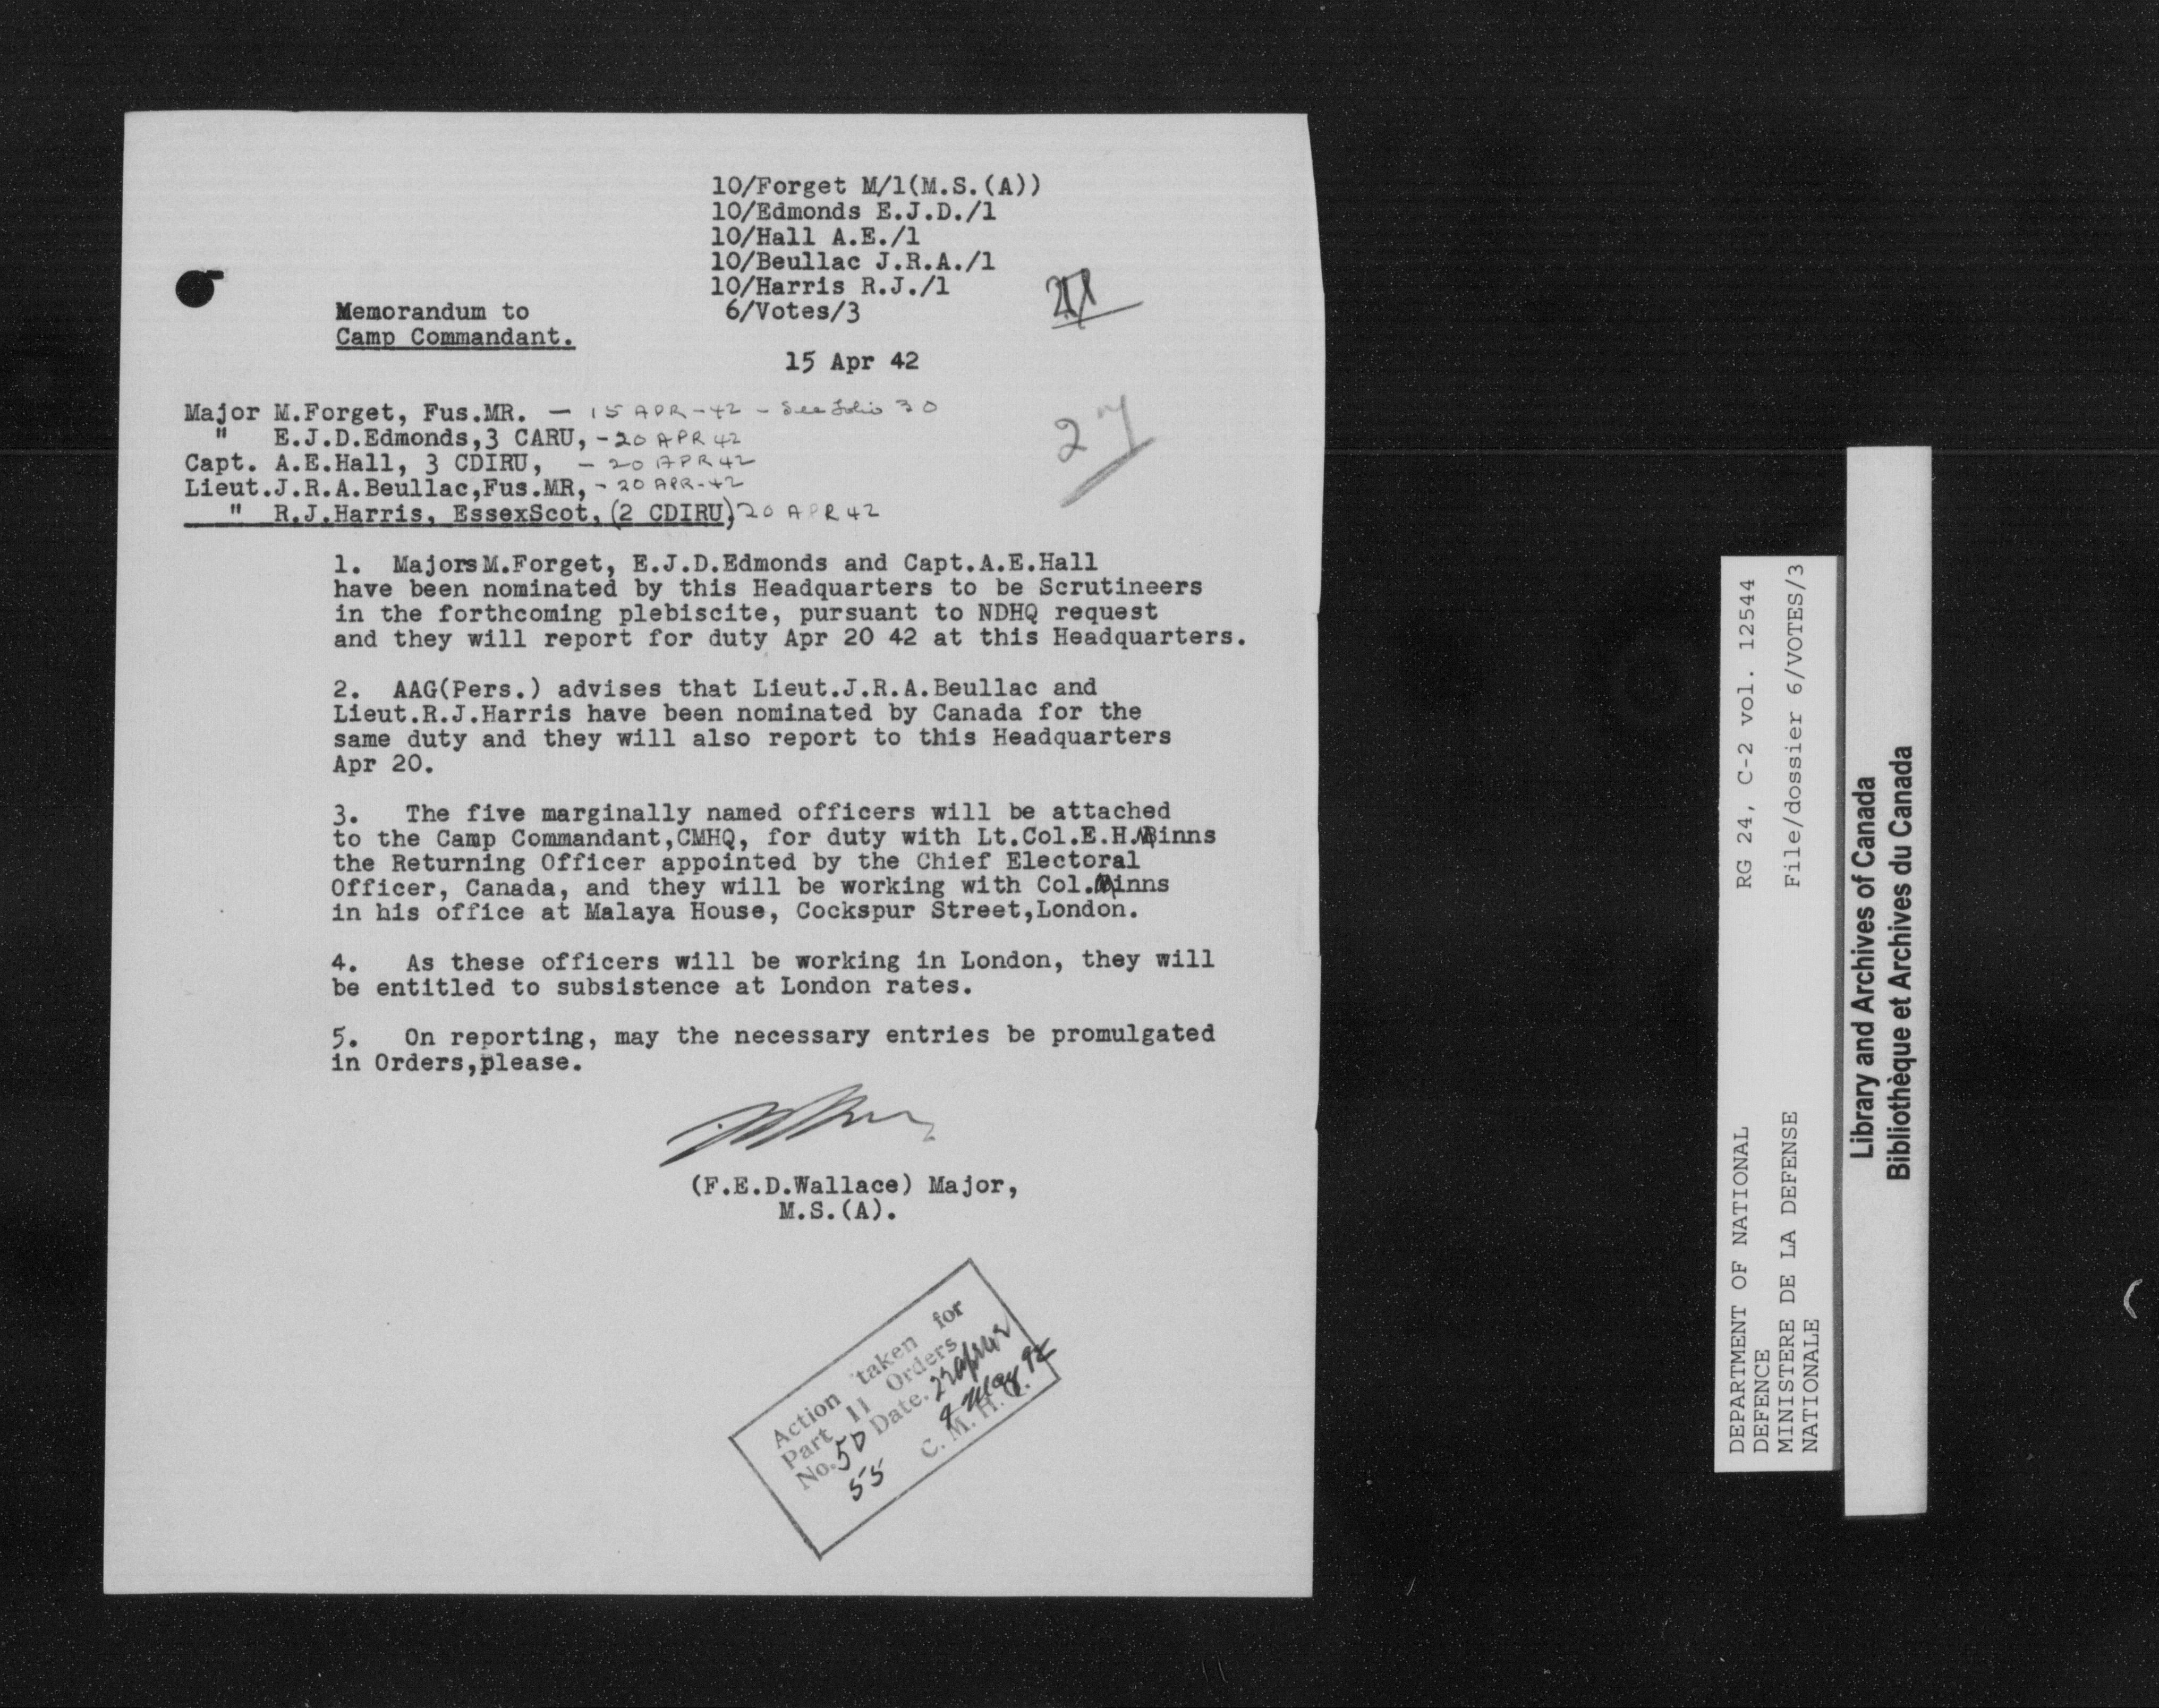 10/Forget M/1(M.S.(A))
10/Edmonds E.J.D./1
10/Hall A.E./1
10/Beullac J.R.A./1
10/Harris R.J./1
6/Votes/3
Memorandum to
Camp Commandant.
15 Apr 42
27
Major M.Forget, Fus.MR. — 15 APR-42 - See folio 30
" E.J.D.Edmonds,3 CARU, -20 APR 42
Capt. A.E.Hall, 3 CDIRU, - 20 APR 42
Lieut.J.R.A.Beullac,Fus.MR, - 20 APR-42
" R.J.Harris, EssexScot, (2 CDIRU) 20 APR 42
1. Majors M.Forget, E.J.D.Edmonds and Capt.A.E.Hall
have been nominated by this Headquarters to be Scrutineers
in the forthcoming plebiscite, pursuant to NDHQ request
and they will report for duty Apr 20 42 at this Headquarters.
2. AAG(Pers.) advises that Lieut.J.R.A.Beullac and
Lieut.R.J.Harris have been nominated by Canada for the
same duty and they will also report to this Headquarters
Apr 20.
3. The five marginally named officers will be attached
to the Camp Commandant,CMHQ, for duty with Lt.Col.E.H.Minns
the Returning Officer appointed by the Chief Electoral
Officer, Canada, and they will be working with Col.Minns
in his office at Malaya House, Cockspur Street,London.
4. As these officers will be working in London, they will
be entitled to subsistence at London rates.
5. On reporting, may the necessary entries be promulgated
in Orders,please.
(F.E.D.Wallace) Major,
M.S.(A).
Action taken for
Part 11 Orders
No. 50 Date.
55 May 42
C. M. H. Q.
RG 24, C-2 vol. 12544
File/dossier 6/VOTES/3
DEPARTMENT OF NATIONAL
DEFENCE
MINISTERE DE LA DEFENSE
NATIONALE
Library and Archives of Canada
Bibliothèque et Archives du Canada